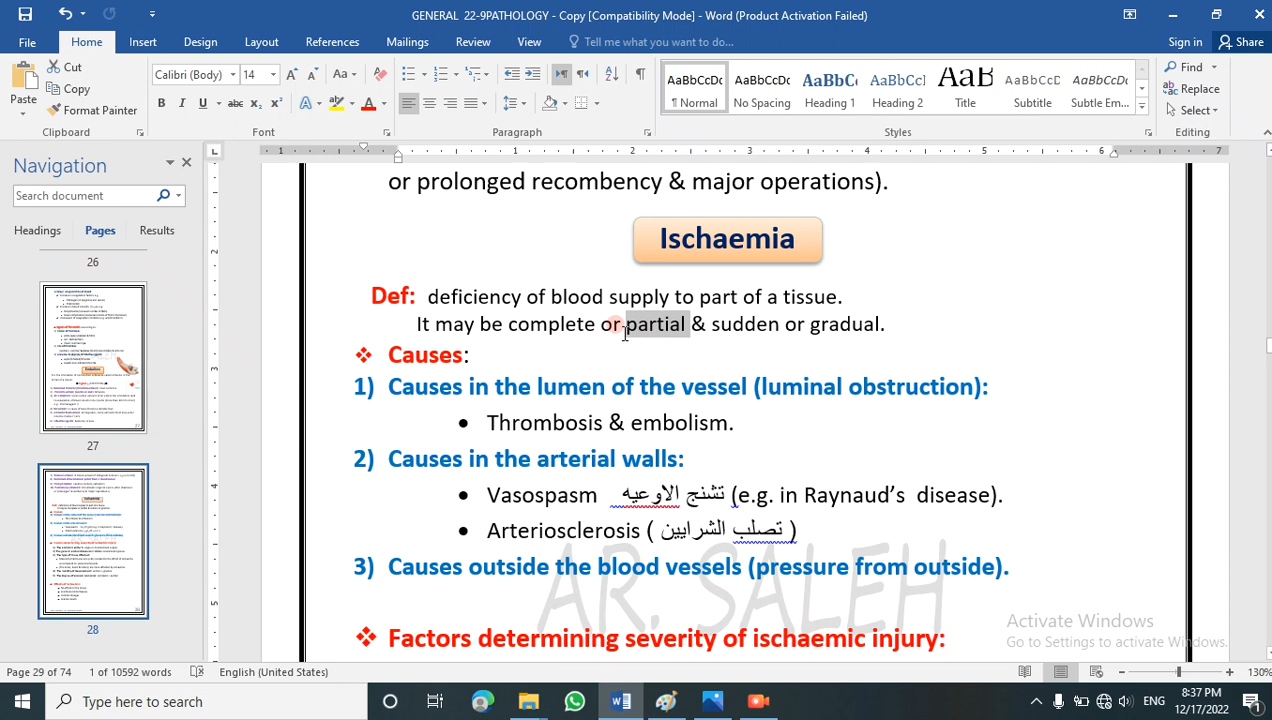 GENERAL 22-9PATHOLOGY - Copy [Compatibility Mode] - Word (Product Activation Failed)
File Home Insert Design Layout References Mailings Review View Tell me what you want to do... Sign in Share
Paste
Cut
Copy
Format Painter
Clipboard
Calibri (Body) 14
Font
Paragraph
AaBbCcDc AaBbCcDc AaBbC AaBbCcC AaB AaBbCcD AaBbCcDc
¶ Normal No Spacing Heading 1 Heading 2 Title Subtitle Subtle Em...
Styles
Find
Replace
Select
Editing
Navigation
Search document
Headings Pages Results
26
27
28
or prolonged recombency & major operations).
Ischaemia
Def: deficiency of blood supply to part of a tissue.
It may be complete or partial & sudden or gradual.
❖ Causes:
1) Causes in the lumen of the vessel (luminal obstruction):
• Thrombosis & embolism.
2) Causes in the arterial walls:
• Vasospasm تشنج الاوعيه (e.g. in Raynaud’s disease).
• Arteriosclerosis ( تصلب الشرايين )
3) Causes outside the blood vessels (pressure from outside).
AR. SALEH
❖ Factors determining severity of ischaemic injury:
Activate Windows
Go to Settings to activate Windows.
Page 29 of 74 1 of 10592 words English (United States) 130%
Type here to search
ENG
8:37 PM
12/17/2022